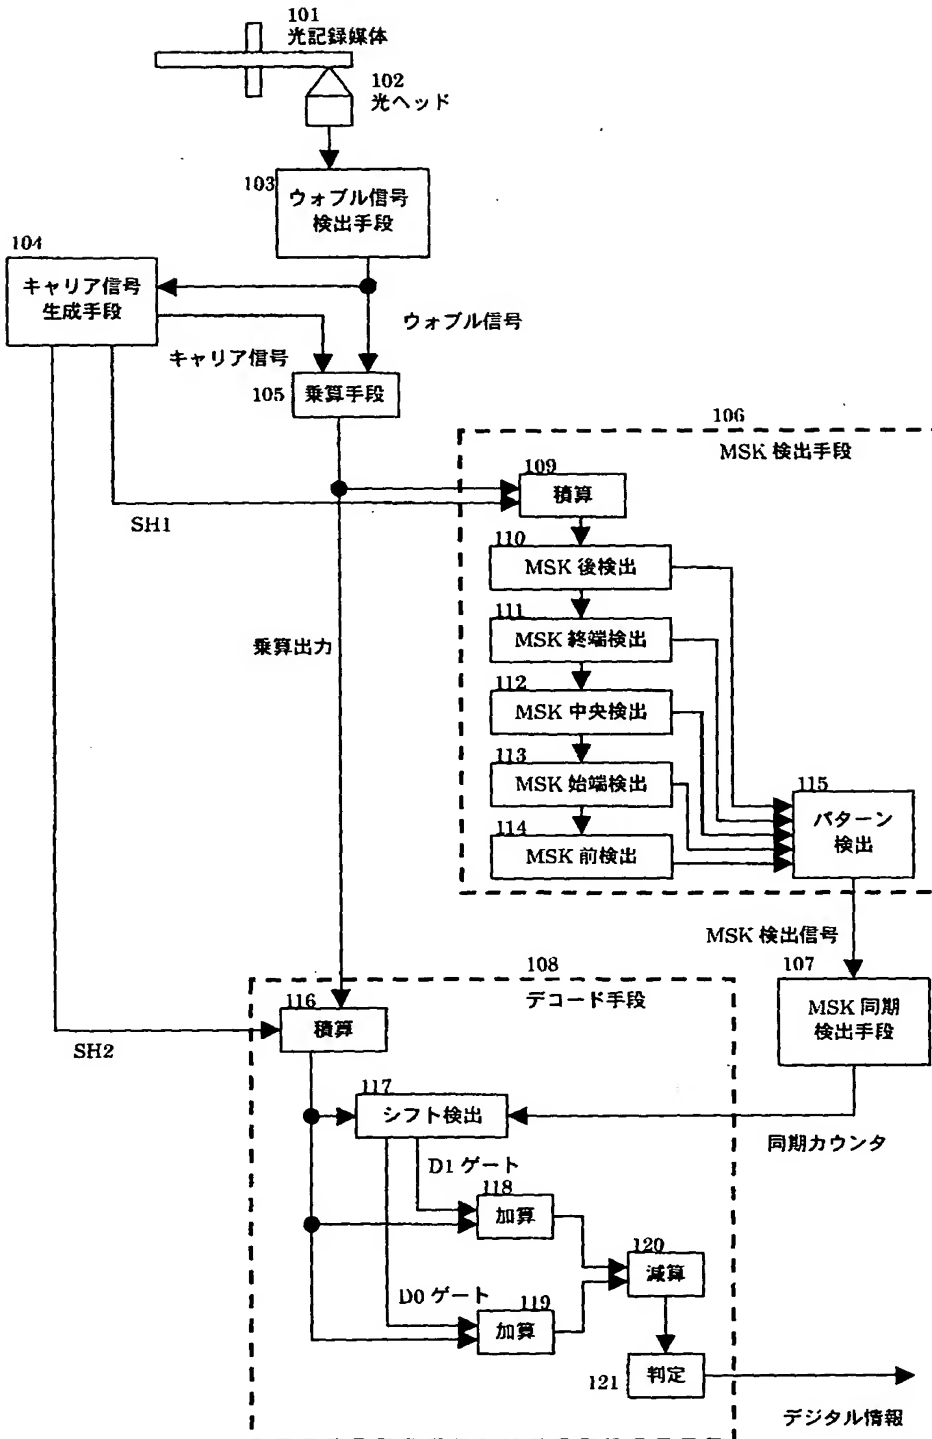 101
光記録媒体
102
光ヘッド
103
ウォブル信号
検出手段
104
キャリア信号
生成手段
ウォブル信号
キャリア信号
105
乗算手段
106
MSK 検出手段
109
積算
SH1
110
MSK 後検出
111
MSK 終端検出
乗算出力
112
MSK 中央検出
113
MSK 始端検出
114
MSK 前検出
115
パターン
検出
MSK 検出信号
107
MSK 同期
検出手段
108
デコード手段
116
積算
SH2
117
シフト検出
同期カウンタ
D1 ゲート
118
加算
120
減算
D0 ゲート
119
加算
121
判定
デジタル情報